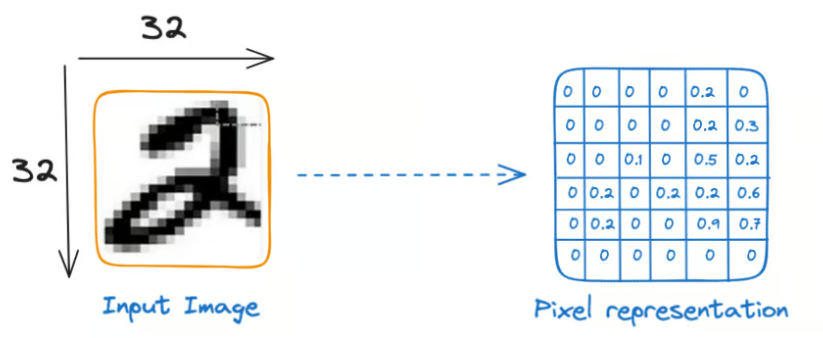 32
32
0 0 0 0 0.2 0
0 0 0 0 0.2 0.3
0 0 0.1 0 0.5 0.2
0 0.2 0 0.2 0.2 0.6
0 0.2 0 0 0.9 0.7
0 0 0 0 0 0
Input Image
Pixel representation